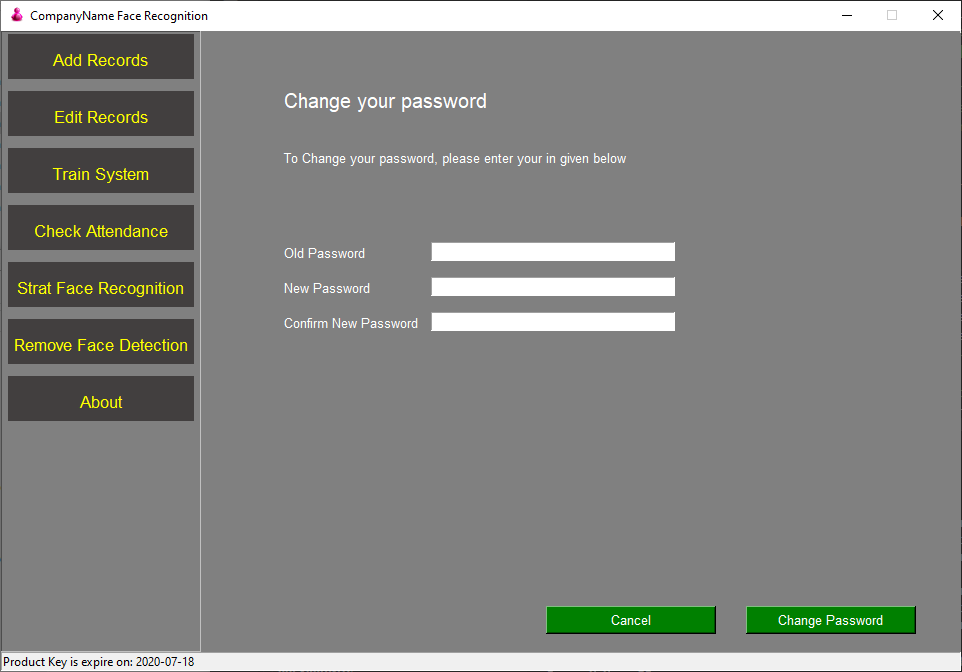 CompanyName Face Recognition
Add Records
Edit Records
Train System
Check Attendance
Strat Face Recognition
Remove Face Detection
About
Change your password
To Change your password, please enter your in given below
Old Password
New Password
Confirm New Password
Cancel
Change Password
Product Key is expire on: 2020-07-18